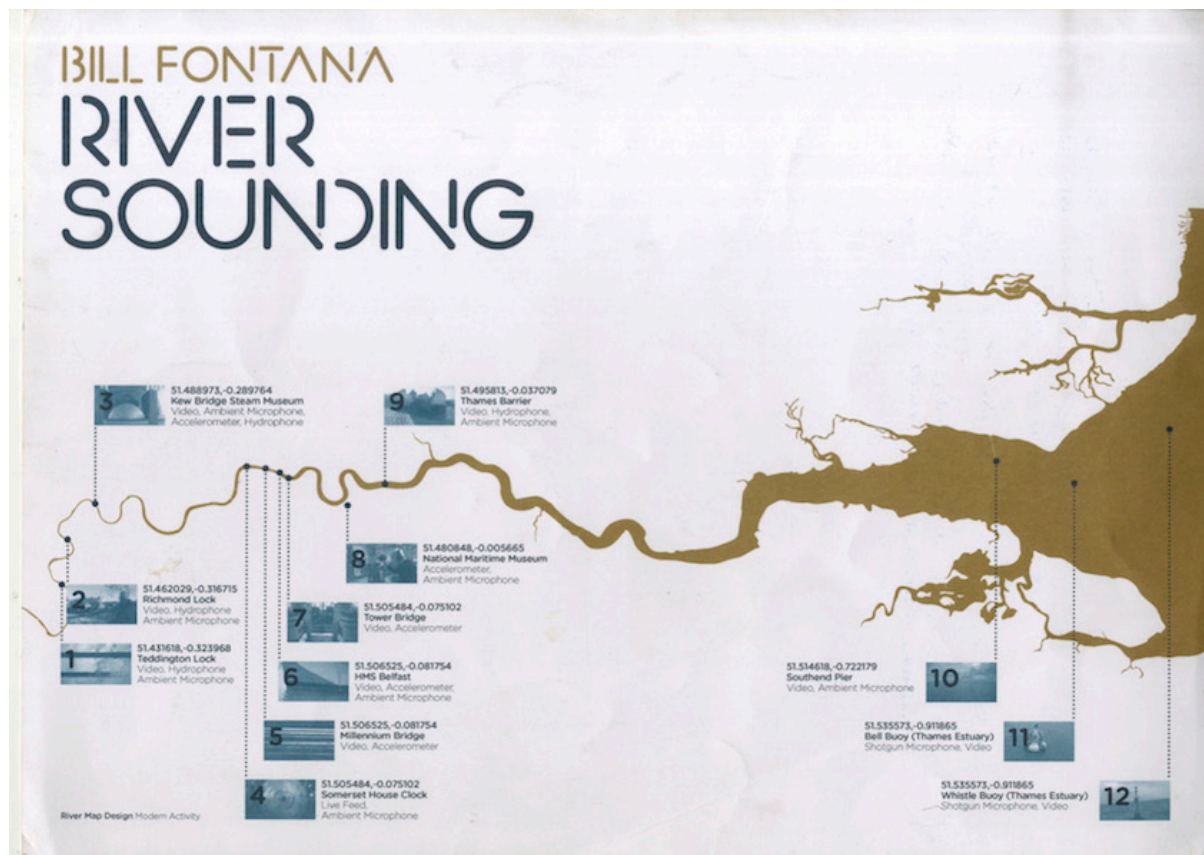 BILL FONTANA
RIVER
SOUNDING
3
51.488973,-0.289764
Kew Bridge Steam Museum
Video, Ambient Microphone,
Accelerometer, Hydrophone
9
51.495813,-0.037079
Thames Barrier
Video, Hydrophone,
Ambient Microphone
8
51.480848,-0.005665
National Maritime Museum
Accelerometer,
Ambient Microphone
2
51.462029,-0.316715
Richmond Lock
Video, Hydrophone
Ambient Microphone
7
51.505484,-0.075102
Tower Bridge
Video, Accelerometer
1
51.431618,-0.323968
Teddington Lock
Video, Hydrophone
Ambient Microphone
6
51.506525,-0.081754
HMS Belfast
Video, Accelerometer,
Ambient Microphone
10
51.514618,-0.722179
Southend Pier
Video, Ambient Microphone
5
51.506525,-0.081754
Millennium Bridge
Video, Accelerometer
11
51.535573,-0.911865
Bell Buoy (Thames Estuary)
Shotgun Microphone, Video
4
51.505484,-0.075102
Somerset House Clock
Live Feed,
Ambient Microphone
12
51.535573,-0.911865
Whistle Buoy (Thames Estuary)
Shotgun Microphone, Video
River Map Design Modern Activity